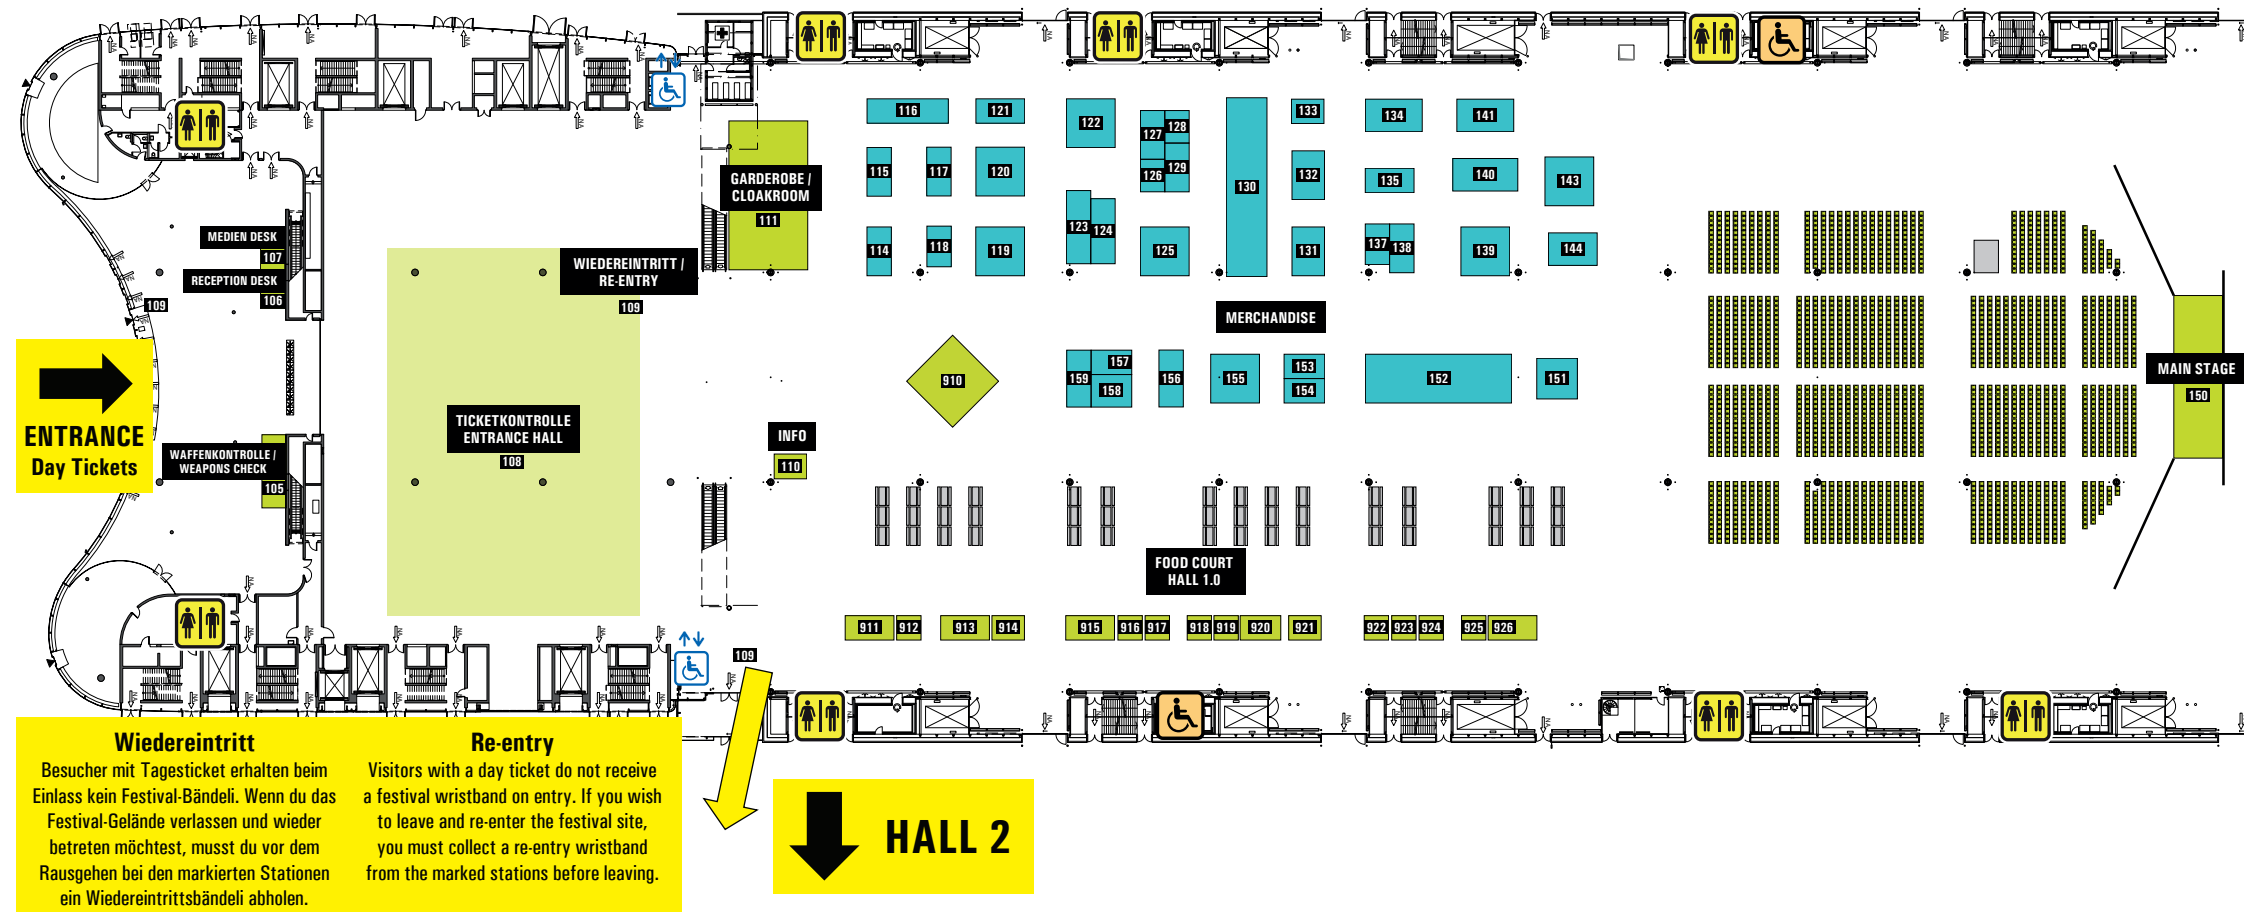 116
121
122
127
128
133
134
141
115
117
120
126
129
130
132
135
140
143
GARDEROBE /
CLOAKROOM
111
MEDIEN DESK
107
RECEPTION DESK
106
109
WIEDEREINTRITT /
RE-ENTRY
109
114
118
119
123
124
125
131
137
138
139
144
MERCHANDISE
ENTRANCE
Day Tickets
WAFFENKONTROLLE /
WEAPONS CHECK
105
TICKETKONTROLLE
ENTRANCE HALL
108
INFO
110
910
159
157
158
156
155
153
154
152
151
MAIN STAGE
150
FOOD COURT
HALL 1.0
911
912
913
914
915
916
917
918
919
920
921
922
923
924
925
926
109
Wiedereintritt
Besucher mit Tagesticket erhalten beim
Einlass kein Festival-Bändeli. Wenn du das
Festival-Gelände verlassen und wieder
betreten möchtest, musst du vor dem
Rausgehen bei den markierten Stationen
ein Wiedereintrittsbändeli abholen.
Re-entry
Visitors with a day ticket do not receive
a festival wristband on entry. If you wish
to leave and re-enter the festival site,
you must collect a re-entry wristband
from the marked stations before leaving.
HALL 2